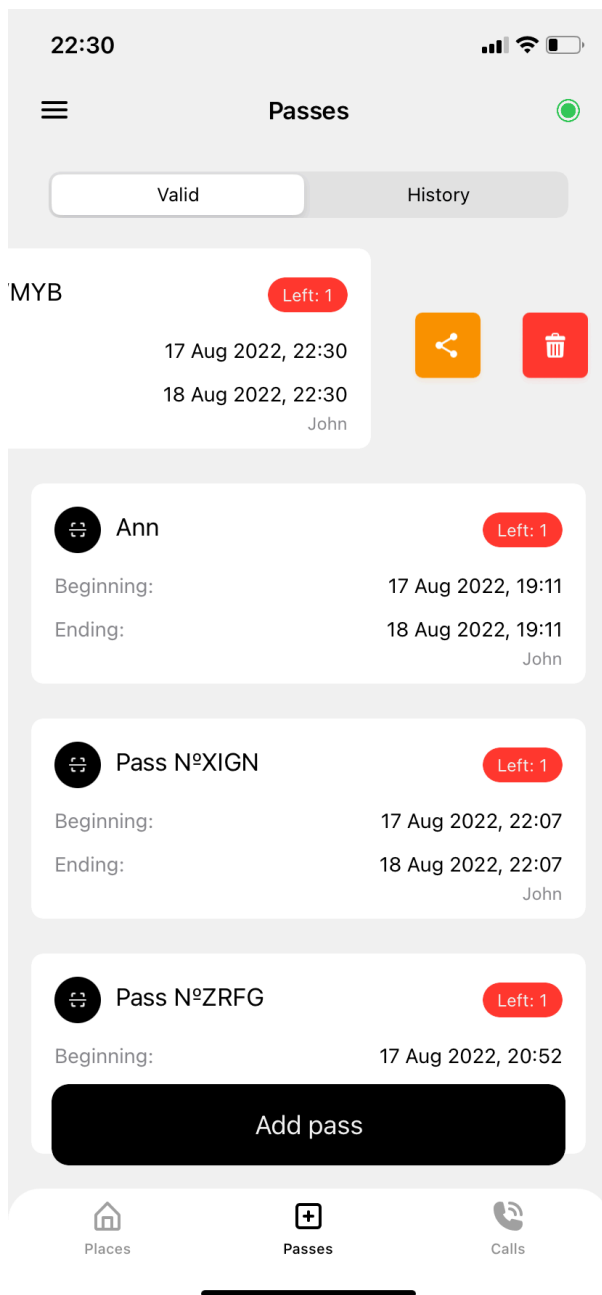 22:30
Passes
Valid
History
MYB
Left: 1
17 Aug 2022, 22:30
18 Aug 2022, 22:30
John
Ann
Left: 1
Beginning:
17 Aug 2022, 19:11
Ending:
18 Aug 2022, 19:11
John
Pass NºXIGN
Left: 1
Beginning:
17 Aug 2022, 22:07
Ending:
18 Aug 2022, 22:07
John
Pass NºZRFG
Left: 1
Beginning:
17 Aug 2022, 20:52
Add pass
Places
Passes
Calls